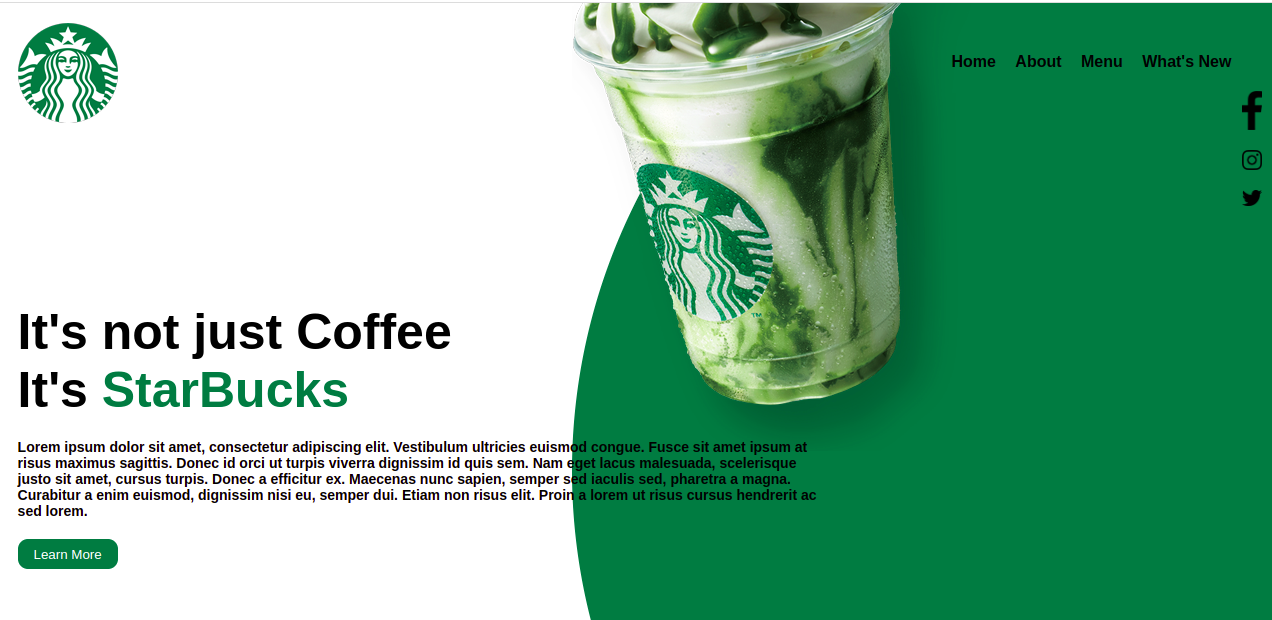 Home About Menu What's New
TM
It's not just Coffee
It's StarBucks
Lorem ipsum dolor sit amet, consectetur adipiscing elit. Vestibulum ultricies euismod congue. Fusce sit amet ipsum at
risus maximus sagittis. Donec id orci ut turpis viverra dignissim id quis sem. Nam eget lacus malesuada, scelerisque
justo sit amet, cursus turpis. Donec a efficitur ex. Maecenas nunc sapien, semper sed iaculis sed, pharetra a magna.
Curabitur a enim euismod, dignissim nisi eu, semper dui. Etiam non risus elit. Proin a lorem ut risus cursus hendrerit ac
sed lorem.
Learn More